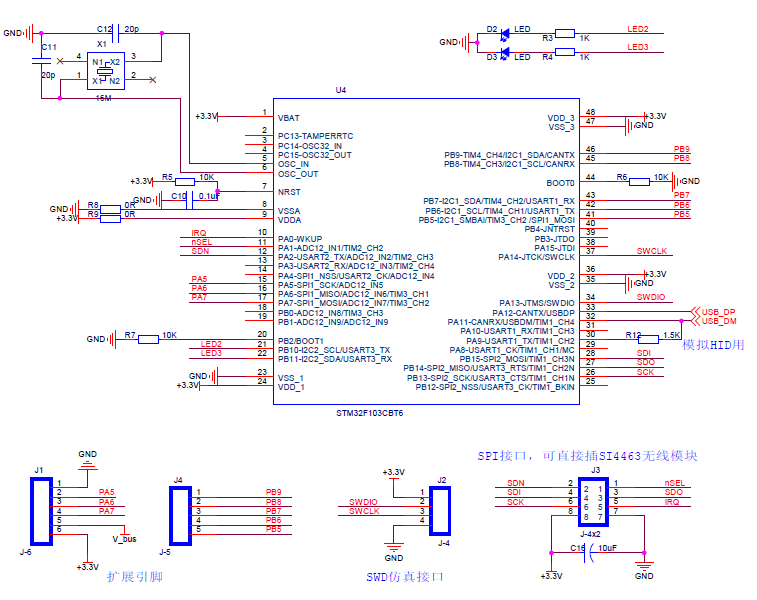 GND
C12
20p
X1
C11
20p
4
N1
X2
3
1
X1
N2
2
16M
D2
LED
R3
1K
LED2
GND
D3
LED
R4
1K
LED3
U4
+3.3V
1
VBAT
2
PC13-TAMPERRTC
3
PC14-OSC32_IN
4
PC15-OSC32_OUT
5
OSC_IN
6
OSC_OUT
+3.3V
R5
10K
7
NRST
GND
C10
0.1uF
GND
R8
0R
8
VSSA
+3.3V
R9
0R
9
VDDA
IRQ
10
PA0-WKUP
nSEL
11
PA1-ADC12_IN1/TIM2_CH2
SDN
12
PA2-USART2_TX/ADC12_IN2/TIM2_CH3
13
PA3-USART2_RX/ADC12_IN3/TIM2_CH4
14
PA4-SPI1_NSS/USART2_CK/ADC12_IN4
PA5
15
PA5-SPI1_SCK/ADC12_IN5
PA6
16
PA6-SPI1_MISO/ADC12_IN6/TIM3_CH1
PA7
17
PA7-SPI1_MOSI/ADC12_IN7/TIM3_CH2
18
PB0-ADC12_IN8/TIM3_CH3
19
PB1-ADC12_IN9/ADC12_IN9
GND
R7
10K
20
PB2/BOOT1
LED2
21
PB10-I2C2_SCL/USART3_TX
LED3
22
PB11-I2C2_SDA/USART3_RX
GND
23
VSS_1
+3.3V
24
VDD_1
VDD_3
48
+3.3V
VSS_3
47
GND
PB9-TIM4_CH4/I2C1_SDA/CANTX
46
PB9
PB8-TIM4_CH3/I2C1_SCL/CANRX
45
PB8
BOOT0
44
R6
10K
GND
PB7-I2C1_SDA/TIM4_CH2/USART1_RX
43
PB7
PB6-I2C1_SCL/TIM4_CH1/USART1_TX
42
PB6
PB5-I2C1_SMBAI/TIM3_CH2 /SPI1_MOSI
41
PB5
PB4-JNTRST
40
PB3-JTDO
39
PA15-JTDI
38
PA14-JTCK/SWCLK
37
SWCLK
VDD_2
36
+3.3V
VSS_2
35
GND
PA13-JTMS/SWDIO
34
SWDIO
PA12-CANTX/USBDP
33
USB_DP
PA11-CANRX/USBDM/TIM1_CH4
32
USB_DM
PA10-USART1_RX/TIM1_CH3
31
PA9-USART1_TX/TIM1_CH2
30
R12
1.5K
模拟HID用
PA8-USART1_CK/TIM1_CH1/MC
29
PB15-SPI2_MOSI/TIM1_CH3N
28
SDI
PB14-SPI2_MISO/USART3_RTS/TIM1_CH2N
27
SDO
PB13-SPI2_SCK/USART3_CTS/TIM1_CH1N
26
SCK
PB12-SPI2_NSS/USART3_CK/TIM1_BKIN
25
STM32F103CBT6
GND
J1
1
2
PA5
3
PA6
4
PA7
5
6
V_bus
J-6
+3.3V
扩展引脚
J4
1
PB9
2
PB8
3
PB7
4
PB6
5
PB5
J-5
+3.3V
J2
1
SWDIO
2
SWCLK
3
4
J-4
GND
SWD仿真接口
SPI接口，可直接插SI4463无线模块
J3
SDN
2
2
1
1
nSEL
SDI
4
4
3
3
SDO
SCK
6
6
5
5
IRQ
8
8
7
7
J-4x2
C16
10uF
+3.3V
GND